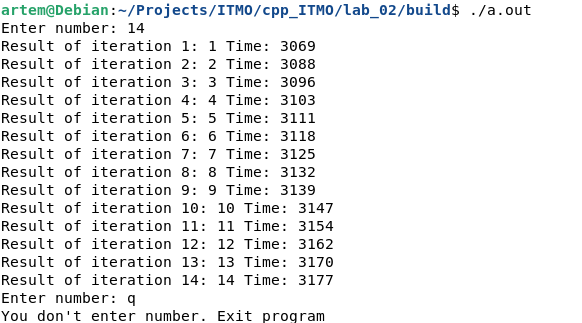 artem@Debian:~/Projects/ITMO/cpp_ITMO/lab_02/build$ ./a.out
Enter number: 14
Result of iteration 1: 1 Time: 3069
Result of iteration 2: 2 Time: 3088
Result of iteration 3: 3 Time: 3096
Result of iteration 4: 4 Time: 3103
Result of iteration 5: 5 Time: 3111
Result of iteration 6: 6 Time: 3118
Result of iteration 7: 7 Time: 3125
Result of iteration 8: 8 Time: 3132
Result of iteration 9: 9 Time: 3139
Result of iteration 10: 10 Time: 3147
Result of iteration 11: 11 Time: 3154
Result of iteration 12: 12 Time: 3162
Result of iteration 13: 13 Time: 3170
Result of iteration 14: 14 Time: 3177
Enter number: q
You don't enter number. Exit program